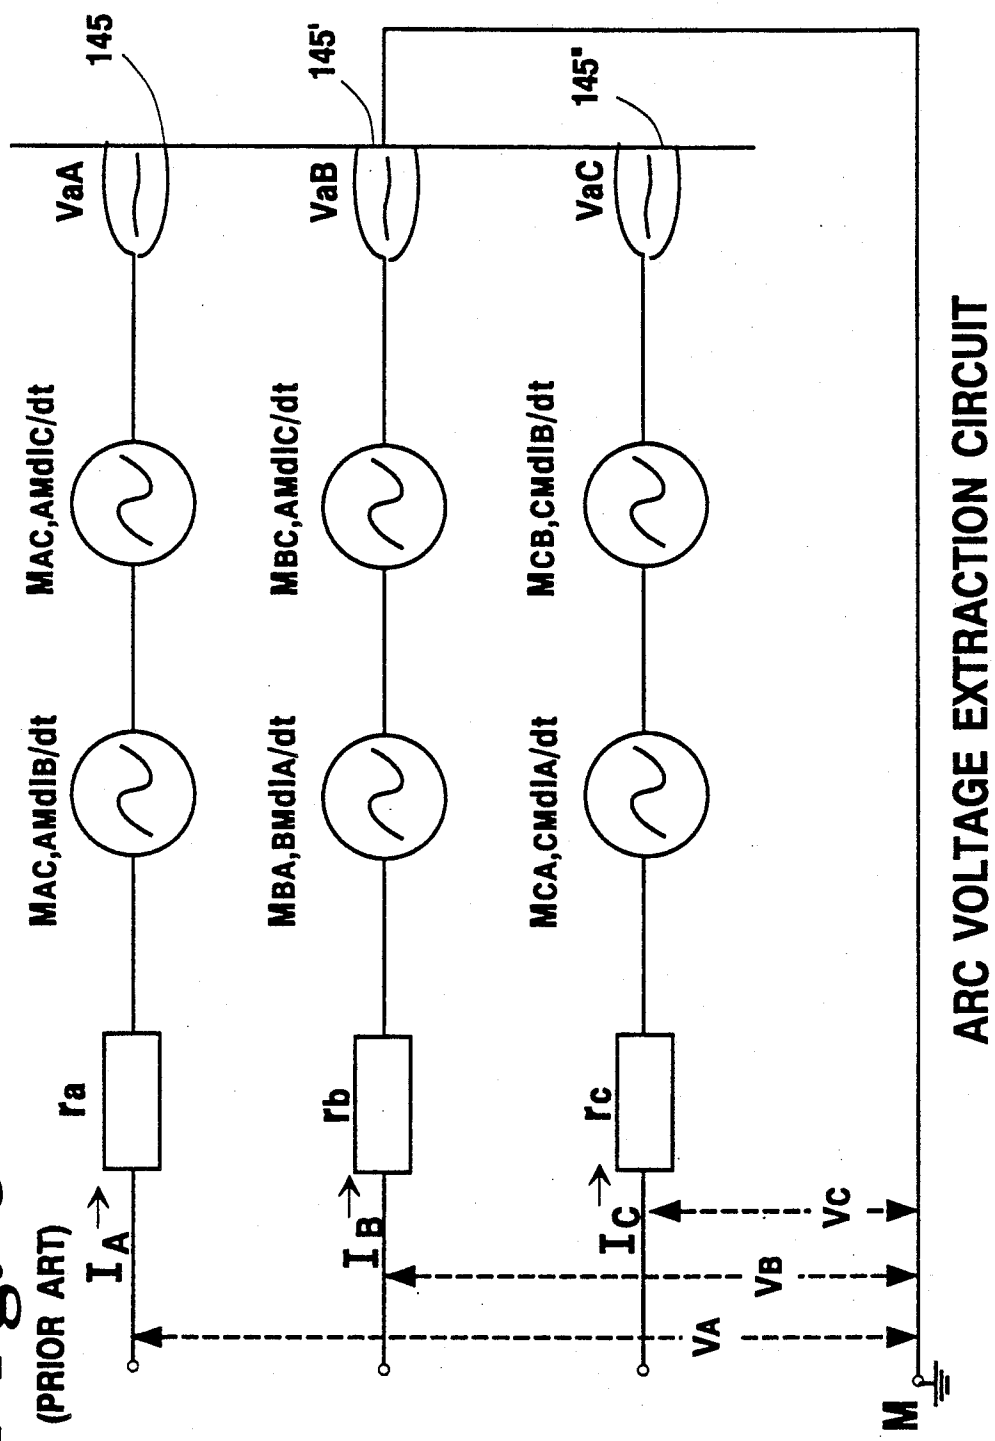 (PRIOR ART)
IA
ra
MAC,AMdIB/dt
MAC,AMdIC/dt
VaA
145
IB
rb
MBA,BMdIA/dt
MBC,AMdIC/dt
VaB
145'
IC
rc
MCA,CMdIA/dt
MCB,CMdIB/dt
VaC
145"
VA
VB
VC
M
ARC VOLTAGE EXTRACTION CIRCUIT